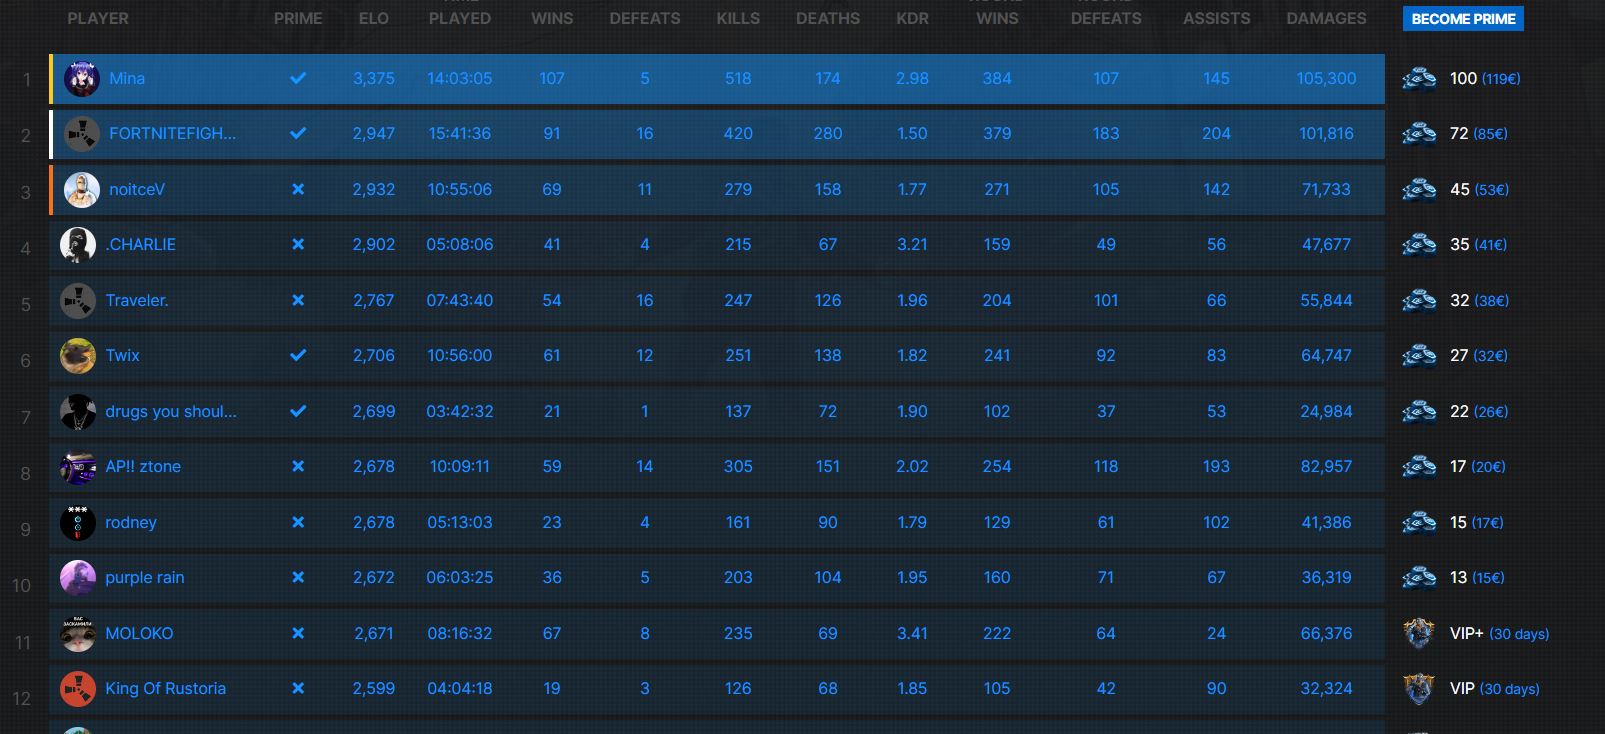 PLAYER PRIME ELO PLAYED WINS DEFEATS KILLS DEATHS KDR WINS DEFEATS ASSISTS DAMAGES BECOME PRIME
1 Mina 3,375 14:03:05 107 5 518 174 2.98 384 107 145 105,300 100 (119€)
2 FORTNITEFIGH... 2,947 15:41:36 91 16 420 280 1.50 379 183 204 101,816 72 (85€)
3 noitceV 2,932 10:55:06 69 11 279 158 1.77 271 105 142 71,733 45 (53€)
4 .CHARLIE 2,902 05:08:06 41 4 215 67 3.21 159 49 56 47,677 35 (41€)
5 Traveler. 2,767 07:43:40 54 16 247 126 1.96 204 101 66 55,844 32 (38€)
6 Twix 2,706 10:56:00 61 12 251 138 1.82 241 92 83 64,747 27 (32€)
7 drugs you shoul... 2,699 03:42:32 21 1 137 72 1.90 102 37 53 24,984 22 (26€)
8 AP!! ztone 2,678 10:09:11 59 14 305 151 2.02 254 118 193 82,957 17 (20€)
9 rodney 2,678 05:13:03 23 4 161 90 1.79 129 61 102 41,386 15 (17€)
10 purple rain 2,672 06:03:25 36 5 203 104 1.95 160 71 67 36,319 13 (15€)
11 MOLOKO 2,671 08:16:32 67 8 235 69 3.41 222 64 24 66,376 VIP+ (30 days)
12 King Of Rustoria 2,599 04:04:18 19 3 126 68 1.85 105 42 90 32,324 VIP (30 days)